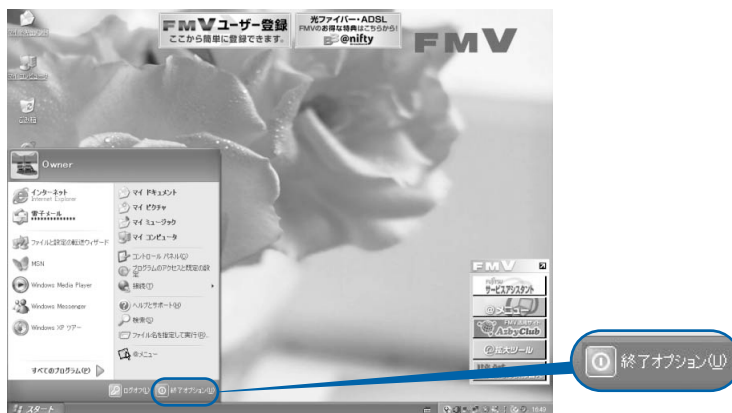 FMVユーザー登録
ここから簡単に登録できます。
光ファイバー・ADSL
FMVのお得な特典はこちらから!
@nifty
FMV
ごみ箱
Owner
インターネット
Internet Explorer
電子メール
**************
ファイルと設定の転送ウィザード
MSN
Windows Media Player
Windows Messenger
Windows XP ツアー
すべてのプログラム(P)
マイ ドキュメント
マイ ピクチャ
マイ ミュージック
マイ コンピュータ
コントロール パネル(C)
プログラムのアクセスと既定の設定
接続(T)
ヘルプとサポート(H)
検索(S)
ファイル名を指定して実行(R)...
@メニュー
ログオフ(L)
終了オプション(U)
FMV
サービスアシスタント
@メニュー
AzbyClub
@拡大ツール
スタート
終了オプション(U)